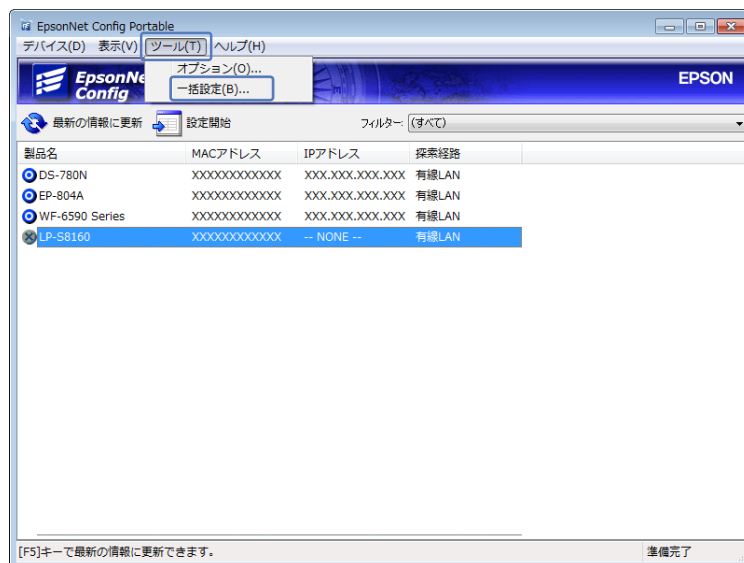 EpsonNet Config Portable
デバイス(D) 表示(V) ツール(T) ヘルプ(H)
オプション(O)...
一括設定(B)...
EpsonNe
Config
EPSON
最新の情報に更新 設定開始 フィルター: (すべて)
製品名 MACアドレス IPアドレス 探索経路
DS-780N XXXXXXXXXXXX XXX.XXX.XXX.XXX 有線LAN
EP-804A XXXXXXXXXXXX XXX.XXX.XXX.XXX 有線LAN
WF-6590 Series XXXXXXXXXXXX XXX.XXX.XXX.XXX 有線LAN
LP-S8160 XXXXXXXXXXXX -- NONE -- 有線LAN
[F5]キーで最新の情報に更新できます。 準備完了